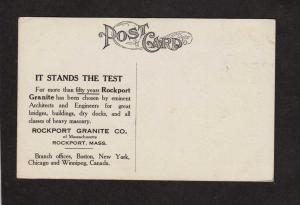 POST
CARD
IT STANDS THE TEST
For more than fifty years Rockport
Granite has been chosen by eminent
Architects and Engineers for great
bridges, buildings, dry docks, and all
classes of heavy masonry.
ROCKPORT GRANITE CO.
of Massachusetts
ROCKPORT, MASS.
Branch offices, Boston, New York,
Chicago and Winnipeg, Canada.